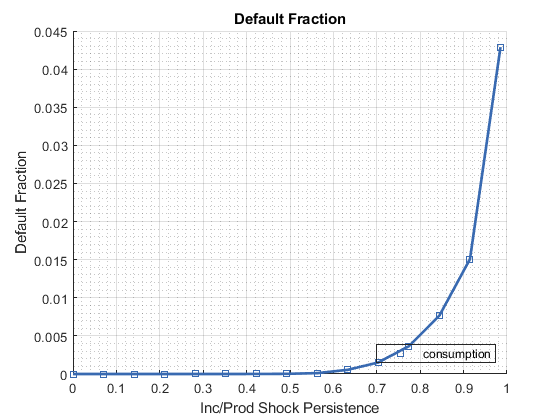 Default Fraction
0.045
0.04
0.035
0.03
0.025
0.02
0.015
0.01
0.005
0
Default Fraction
consumption
0 0.1 0.2 0.3 0.4 0.5 0.6 0.7 0.8 0.9 1
Inc/Prod Shock Persistence